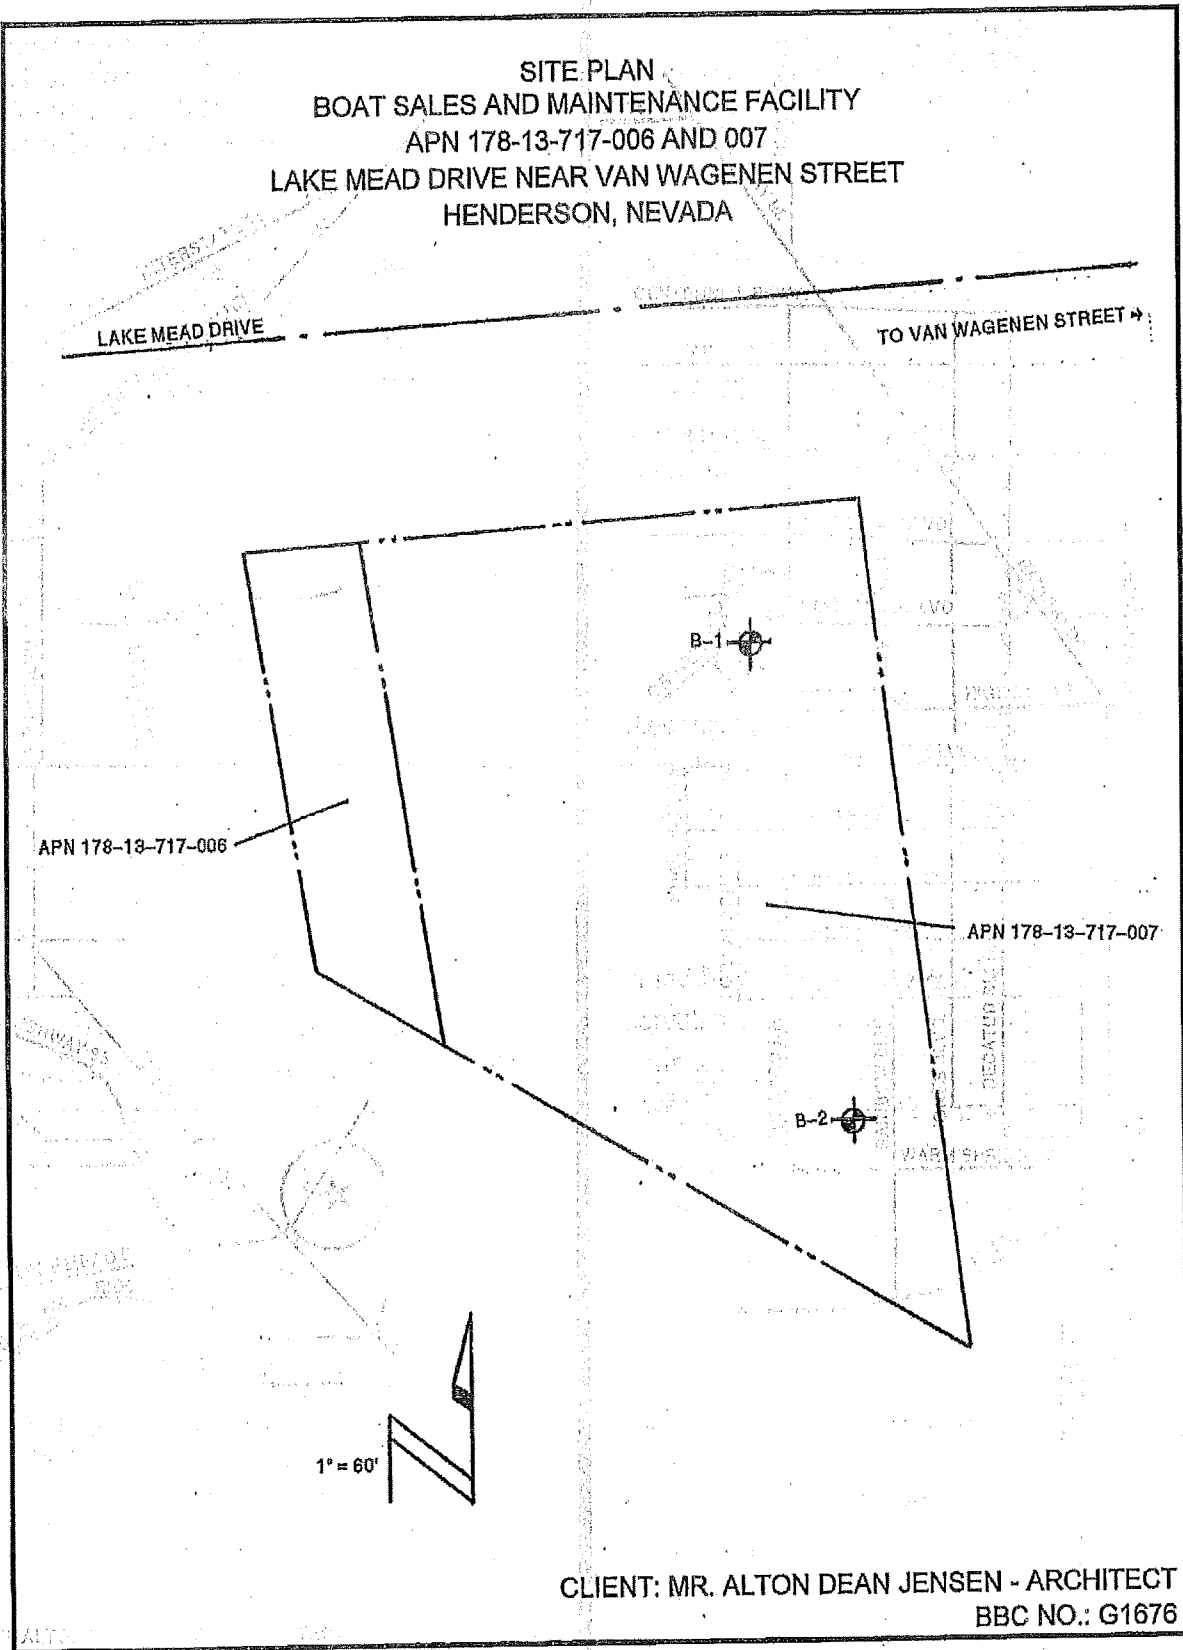 SITE PLAN
BOAT SALES AND MAINTENANCE FACILITY
APN 178-13-717-006 AND 007
LAKE MEAD DRIVE NEAR VAN WAGENEN STREET
HENDERSON, NEVADA
LAKE MEAD DRIVE
TO VAN WAGENEN STREET
B-1
APN 178-13-717-006
APN 178-13-717-007
DECATUR
B-2
1" = 60'
CLIENT: MR. ALTON DEAN JENSEN - ARCHITECT
BBC NO.: G1676